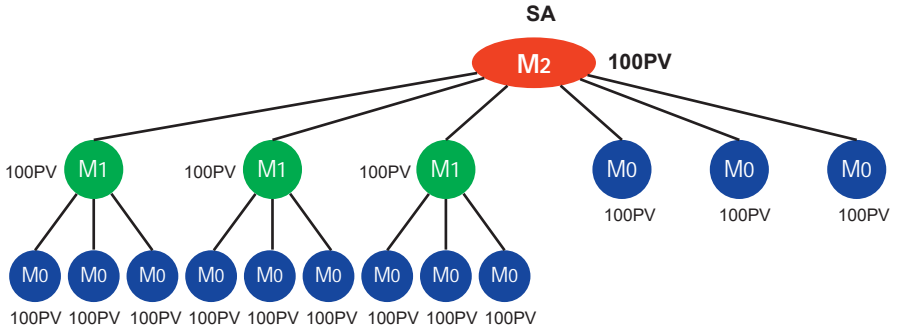 SA
M2 100PV
100PV M1 100PV M1 100PV M1 M0 M0 M0
100PV 100PV 100PV
M0 M0 M0 M0 M0 M0 M0 M0 M0
100PV 100PV 100PV 100PV 100PV 100PV 100PV 100PV 100PV